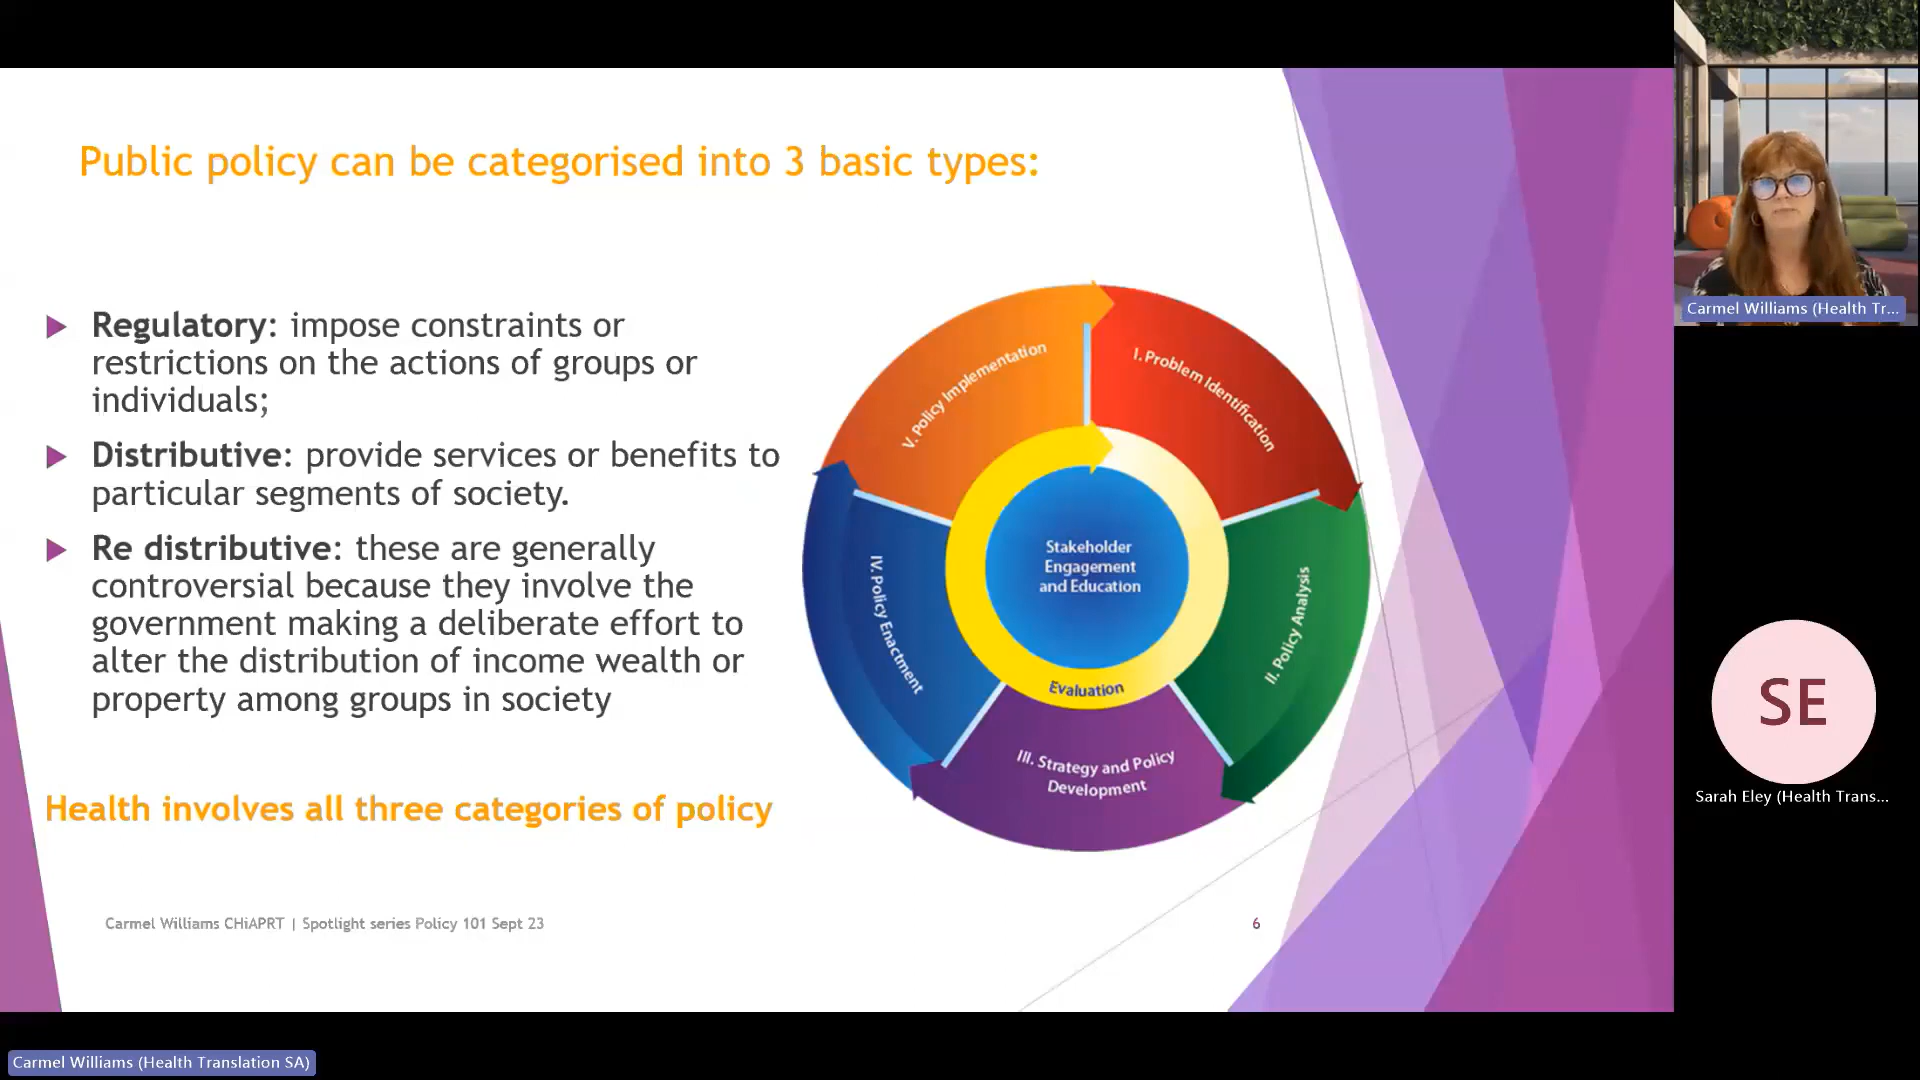 Public policy can be categorised into 3 basic types:
Regulatory: impose constraints or
restrictions on the actions of groups or
individuals;
Distributive: provide services or benefits to
particular segments of society.
Re distributive: these are generally
controversial because they involve the
government making a deliberate effort to
alter the distribution of income wealth or
property among groups in society
Health involves all three categories of policy
I. Problem Identification
II. Policy Analysis
III. Strategy and Policy
Development
IV. Policy Enactment
V. Policy Implementation
Stakeholder
Engagement
and Education
Evaluation
Carmel Williams CHiAPRT | Spotlight series Policy 101 Sept 23
6
Carmel Williams (Health Tr...
SE
Sarah Eley (Health Trans...
Carmel Williams (Health Translation SA)